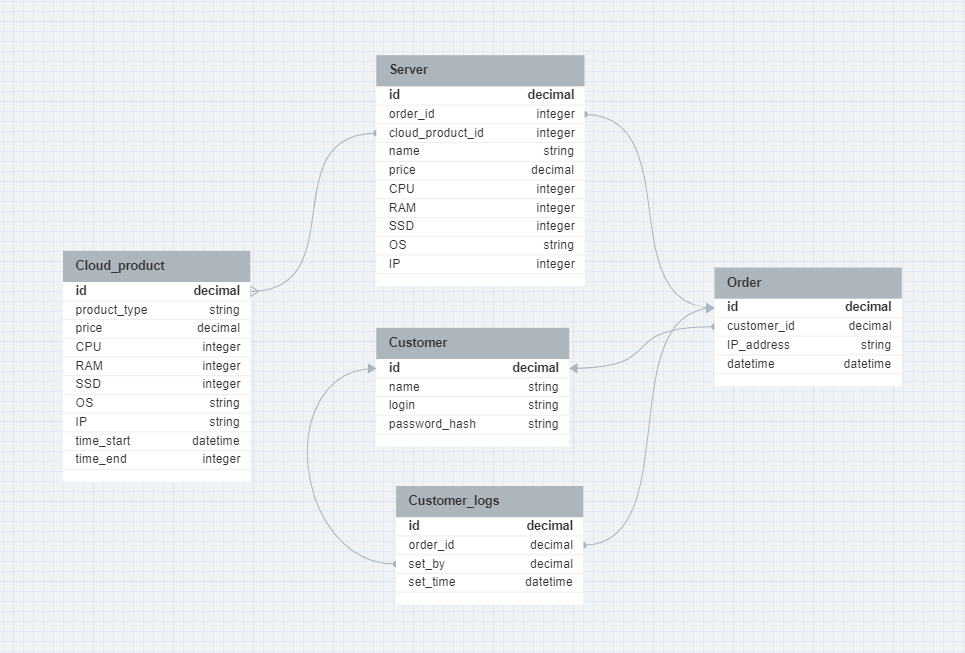 Server
id decimal
order_id integer
cloud_product_id integer
name string
price decimal
CPU integer
RAM integer
SSD integer
OS string
IP integer
Cloud_product
id decimal
product_type string
price decimal
CPU integer
RAM integer
SSD integer
OS string
IP string
time_start datetime
time_end integer
Order
id decimal
customer_id decimal
IP_address string
datetime datetime
Customer
id decimal
name string
login string
password_hash string
Customer_logs
id decimal
order_id decimal
set_by decimal
set_time datetime